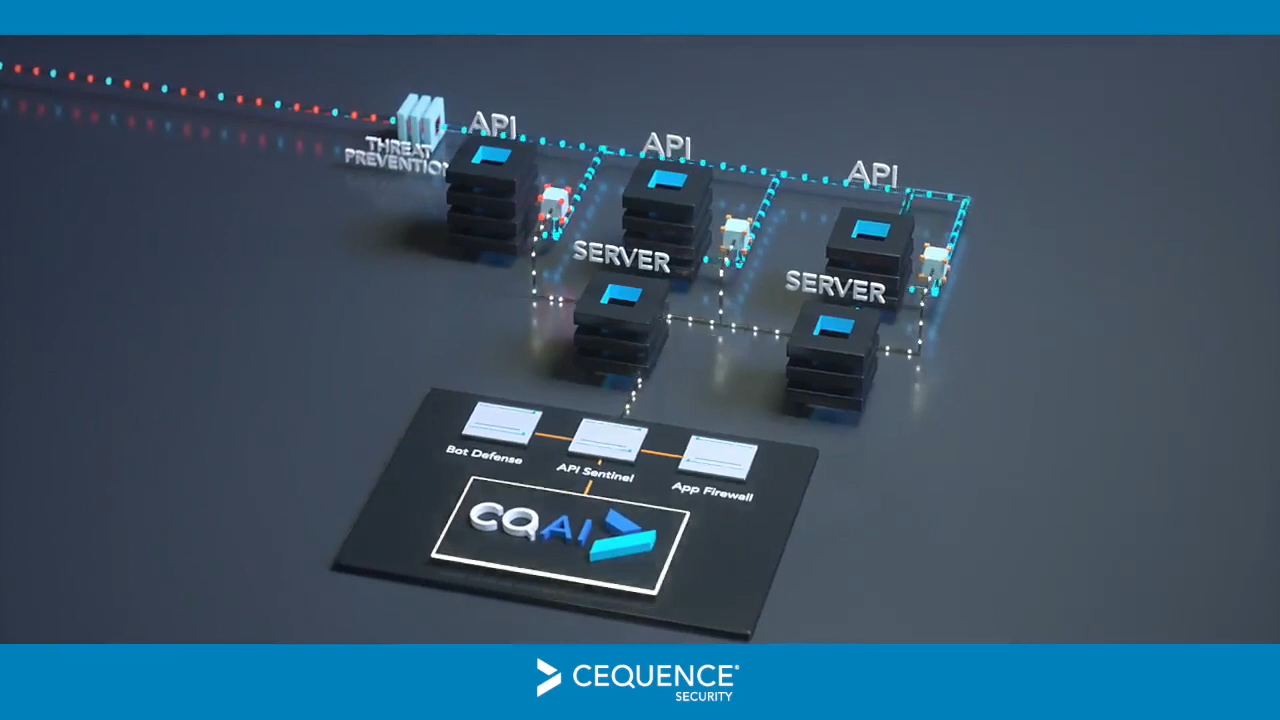 API
THREAT
PREVENTION
API
API
SERVER
SERVER
Bot Defense
API Sentinel
App Firewall
CQAI
CEQUENCE®
SECURITY